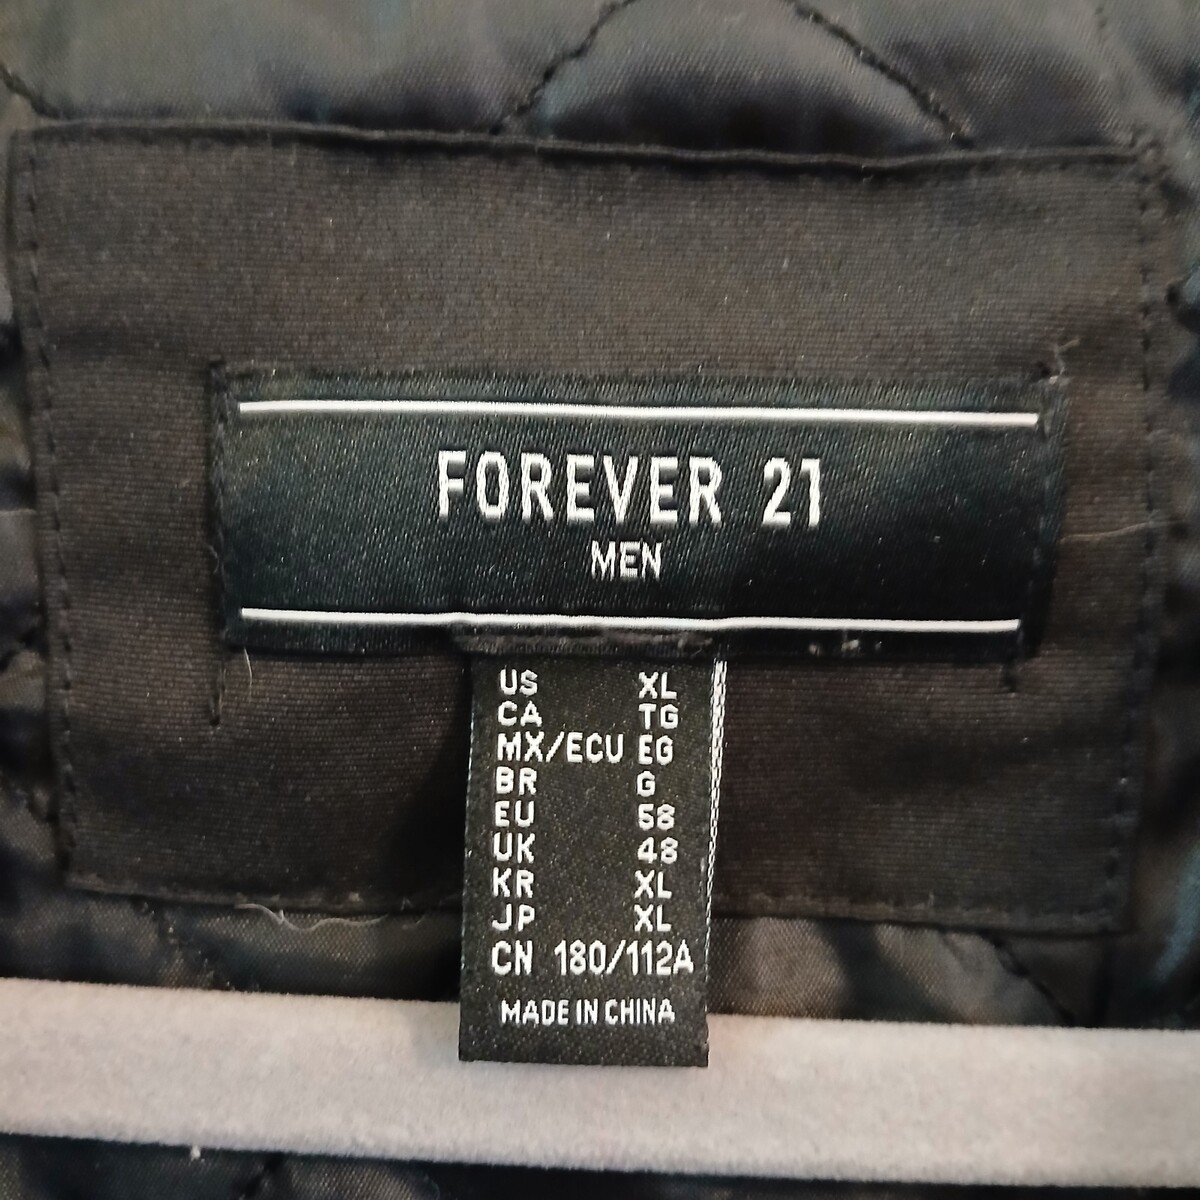 FOREVER 21
MEN
US XL
CA TG
MX/ECU EG
BR G
EU 58
UK 48
KR XL
JP XL
CN 180/112A
MADE IN CHINA